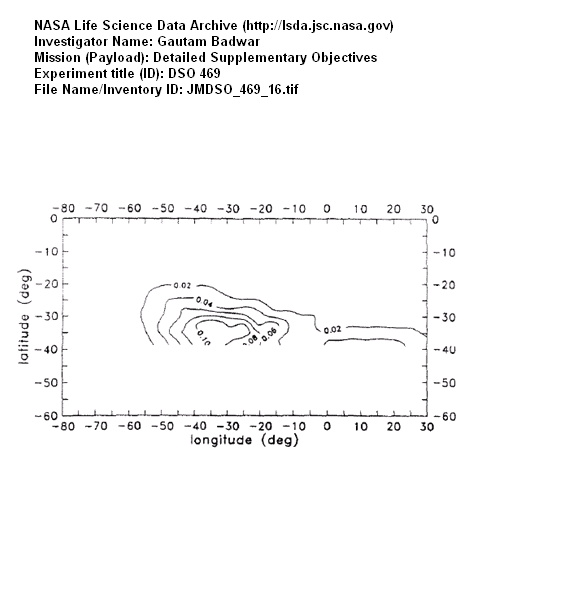 NASA Life Science Data Archive (http://lsda.jsc.nasa.gov)
Investigator Name: Gautam Badwar
Mission (Payload): Detailed Supplementary Objectives
Experiment title (ID): DSO 469
File Name/Inventory ID: JMDSO_469_16.tif
-80 -70 -60 -50 -40 -30 -20 -10 0 10 20 30
0 0
-10 -10
-20 -20
0.02
0.04
-30 -30
0.02
0.10 0.08 0.06
-40 -40
-50 -50
-60 -60
latitude (deg)
-80 -70 -60 -50 -40 -30 -20 -10 0 10 20 30
longitude (deg)